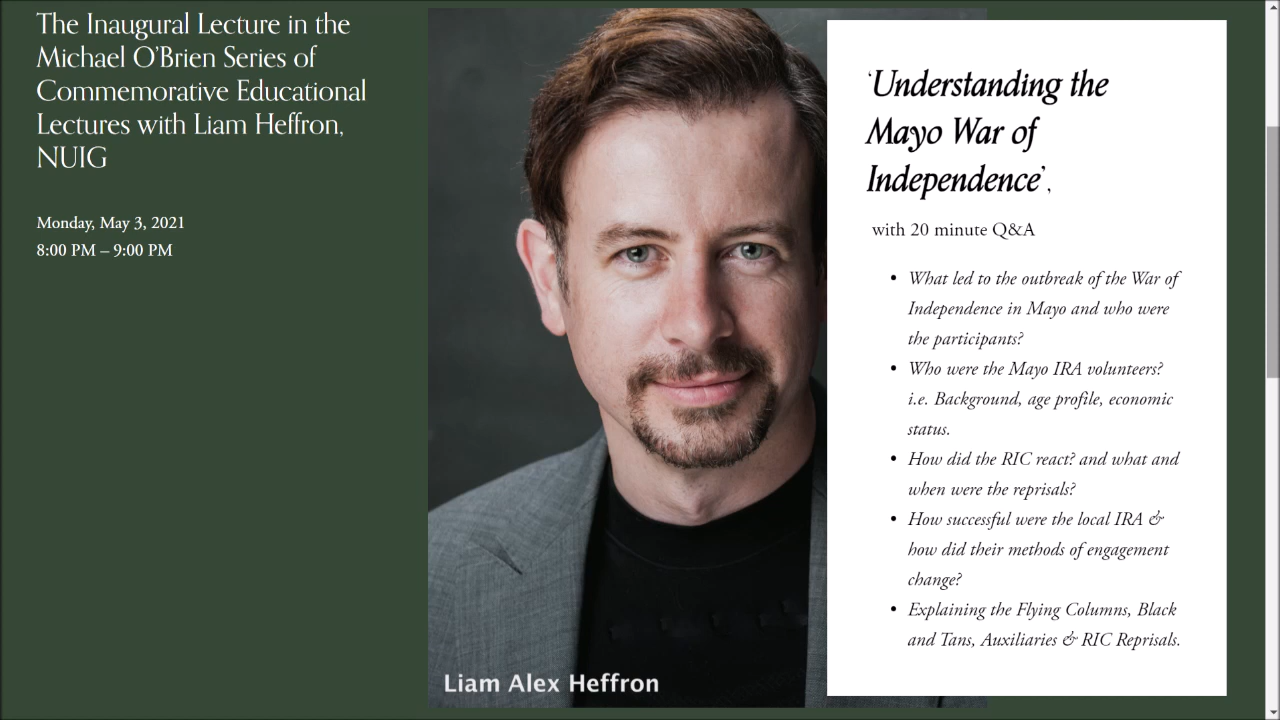 The Inaugural Lecture in the
Michael O’Brien Series of
Commemorative Educational
Lectures with Liam Heffron,
NUIG
Monday, May 3, 2021
8:00 PM – 9:00 PM
Liam Alex Heffron
‘Understanding the
Mayo War of
Independence’,
with 20 minute Q&A
• What led to the outbreak of the War of
Independence in Mayo and who were
the participants?
• Who were the Mayo IRA volunteers?
i.e. Background, age profile, economic
status.
• How did the RIC react? and what and
when were the reprisals?
• How successful were the local IRA &
how did their methods of engagement
change?
• Explaining the Flying Columns, Black
and Tans, Auxiliaries & RIC Reprisals.